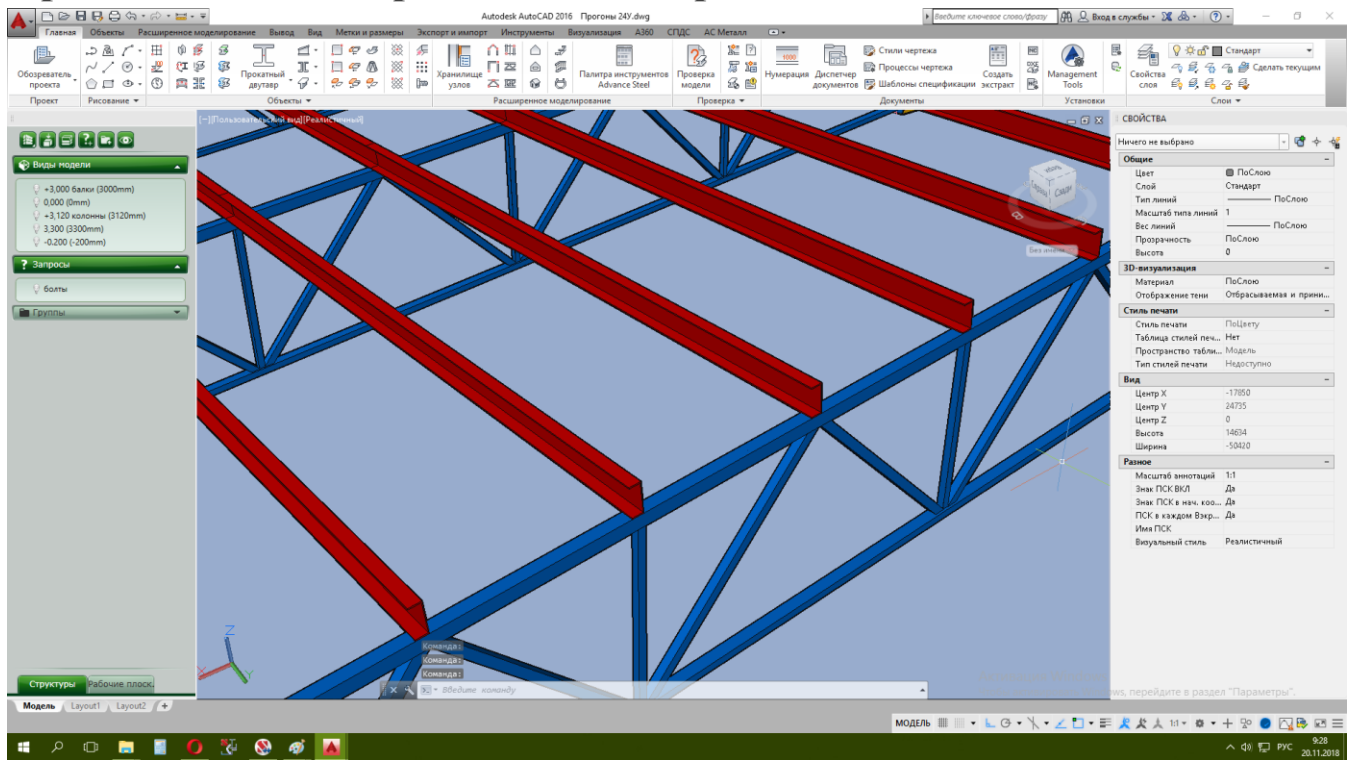 Autodesk AutoCAD 2016 Прогоны 24У.dwg
Введите ключевое слово/фразу
Вход в службы
Главная Объекты Расширенное моделирование Вывод Вид Метки и размеры Экспорт и импорт Инструменты Визуализация A360 СПДС АС Металл
Обозреватель проекта
Прокатный двутавр
Хранилище узлов
Палитра инструментов Advance Steel
Проверка модели
1000
Нумерация
Диспетчер документов
Стили чертежа
Процессы чертежа
Шаблоны спецификации
Создать экстракт
Management Tools
Свойства слоя
Стандарт
Сделать текущим
Проект Рисование Объекты Расширенное моделирование Проверка Документы Установки Слои
[−][Пользовательский вид][Реалистичный]
Виды модели
+3,000 балки (3000mm)
0,000 (0mm)
+3,120 колонны (3120mm)
3,300 (3300mm)
-0.200 (-200mm)
? Запросы
болты
Группы
Без имени
Z
X
Y
Команда:
Команда:
Команда:
Введите команду
Структуры Рабочие плоск.
Модель Layout1 Layout2 +
СВОЙСТВА
Ничего не выбрано
Общие
Цвет ПоСлою
Слой Стандарт
Тип линий ПоСлою
Масштаб типа линий 1
Вес линий ПоСлою
Прозрачность ПоСлою
Высота 0
3D-визуализация
Материал ПоСлою
Отображение тени Отбрасываемая и прини...
Стиль печати
Стиль печати ПоЦвету
Таблица стилей печ... Нет
Пространство табли... Модель
Тип стилей печати Недоступно
Вид
Центр X -17850
Центр Y 24735
Центр Z 0
Высота 14634
Ширина -50420
Разное
Масштаб аннотаций 1:1
Знак ПСК ВКЛ Да
Знак ПСК в нач. коо... Да
ПСК в каждом Вэкр... Да
Имя ПСК
Визуальный стиль Реалистичный
перейдите в раздел "Параметры".
МОДЕЛЬ
1:1
РУС
9:28
20.11.2018